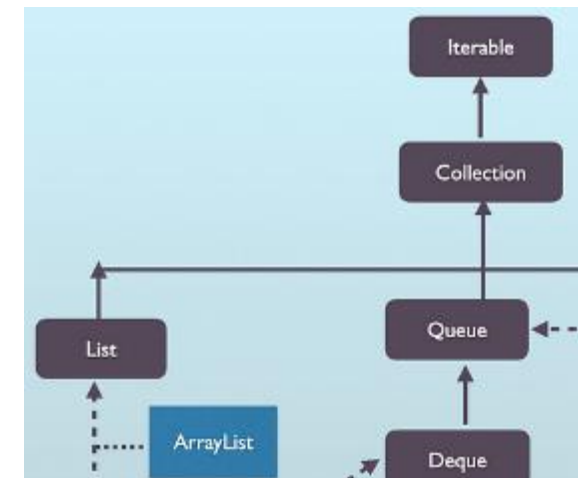 Iterable
Collection
List
Queue
ArrayList
Deque